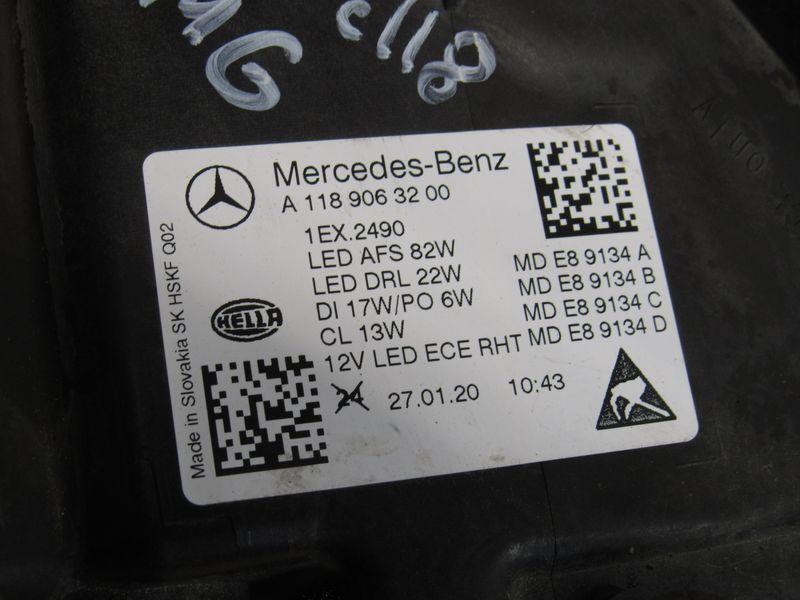 c118
Mercedes-Benz
A 118 906 32 00
1EX.2490
LED AFS 82W
LED DRL 22W
DI 17W/PO 6W
CL 13W
12V LED ECE RHT
MD E8 9134 A
MD E8 9134 B
MD E8 9134 C
MD E8 9134 D
HELLA
24 27.01.20 10:43
Made in Slovakia SK HSKF Q02